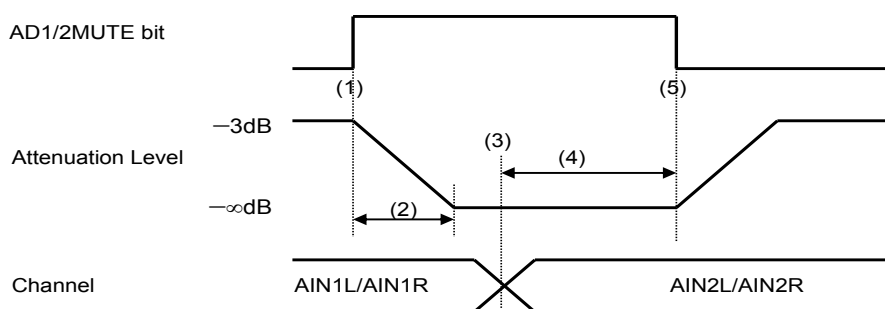 AD1/2MUTE bit
(1)
(5)
－3dB
(3)
Attenuation Level
(4)
(2)
－∞dB
Channel
AIN1L/AIN1R
AIN2L/AIN2R